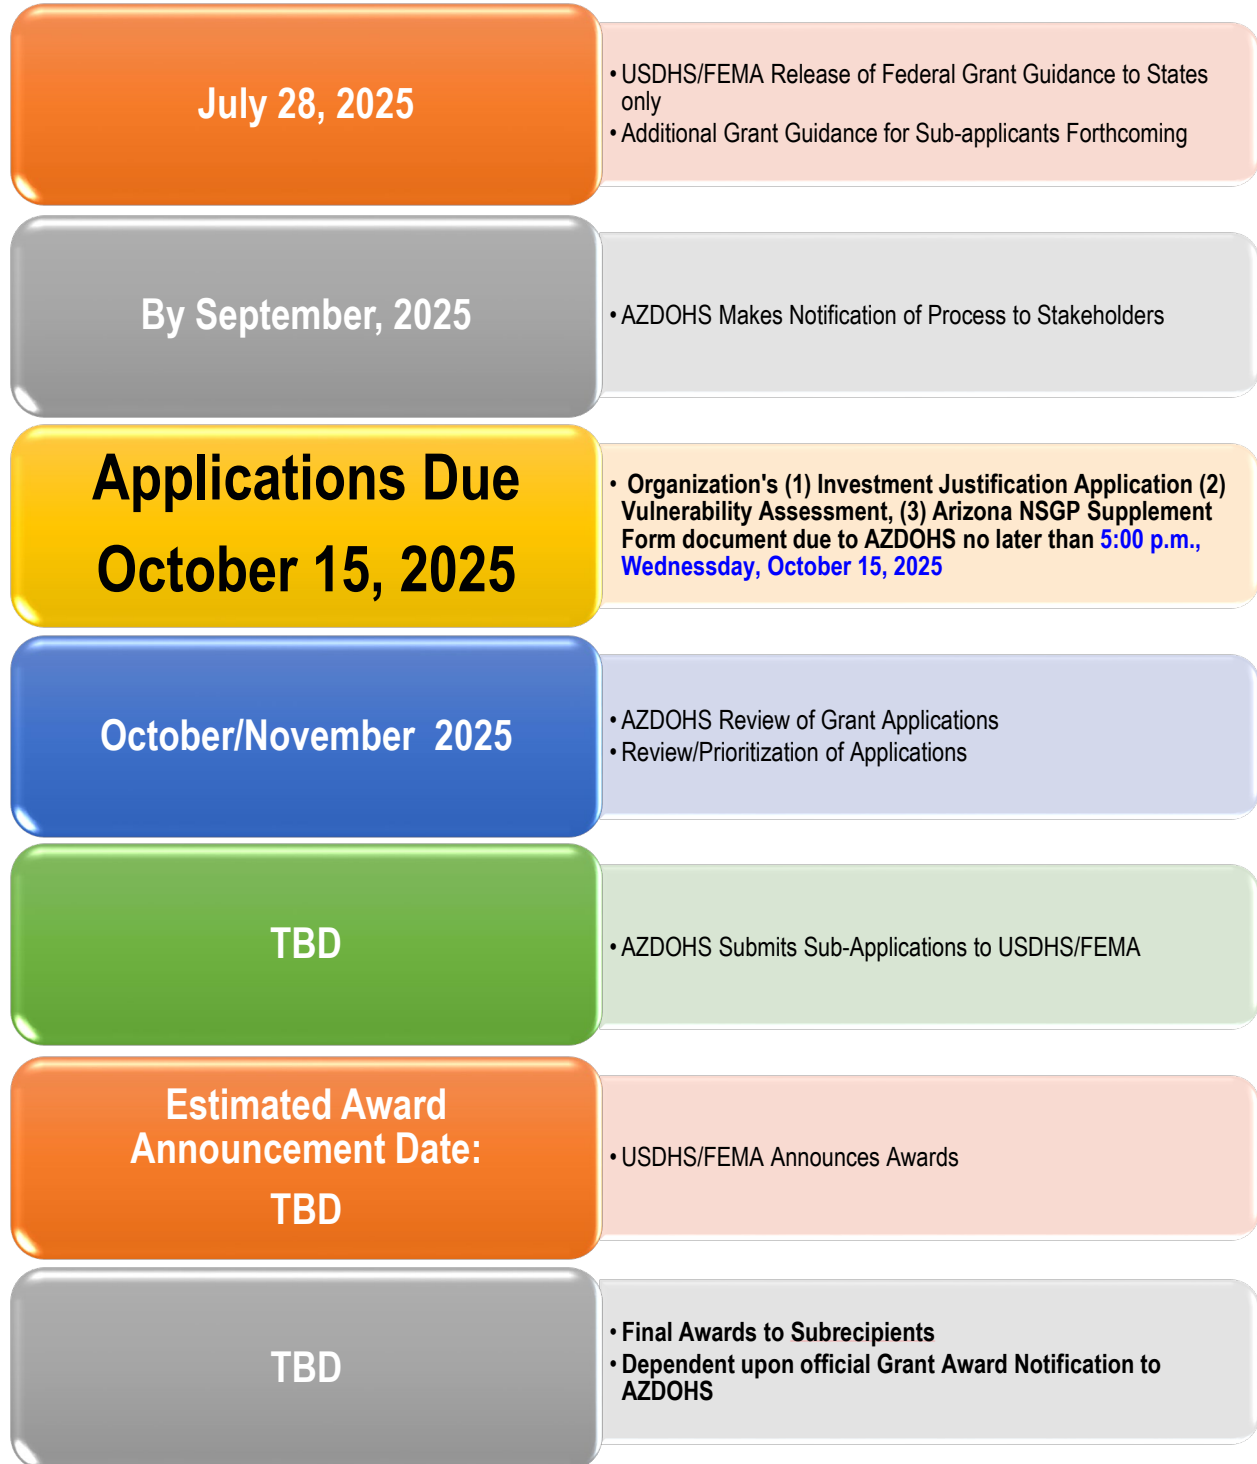 July 28, 2025
• USDHS/FEMA Release of Federal Grant Guidance to States
only
• Additional Grant Guidance for Sub-applicants Forthcoming
By September, 2025
• AZDOHS Makes Notification of Process to Stakeholders
Applications Due
October 15, 2025
• Organization's (1) Investment Justification Application (2)
Vulnerability Assessment, (3) Arizona NSGP Supplement
Form document due to AZDOHS no later than 5:00 p.m.,
Wednessday, October 15, 2025
October/November 2025
• AZDOHS Review of Grant Applications
• Review/Prioritization of Applications
TBD
• AZDOHS Submits Sub-Applications to USDHS/FEMA
Estimated Award
Announcement Date:
TBD
• USDHS/FEMA Announces Awards
TBD
• Final Awards to Subrecipients
• Dependent upon official Grant Award Notification to
AZDOHS